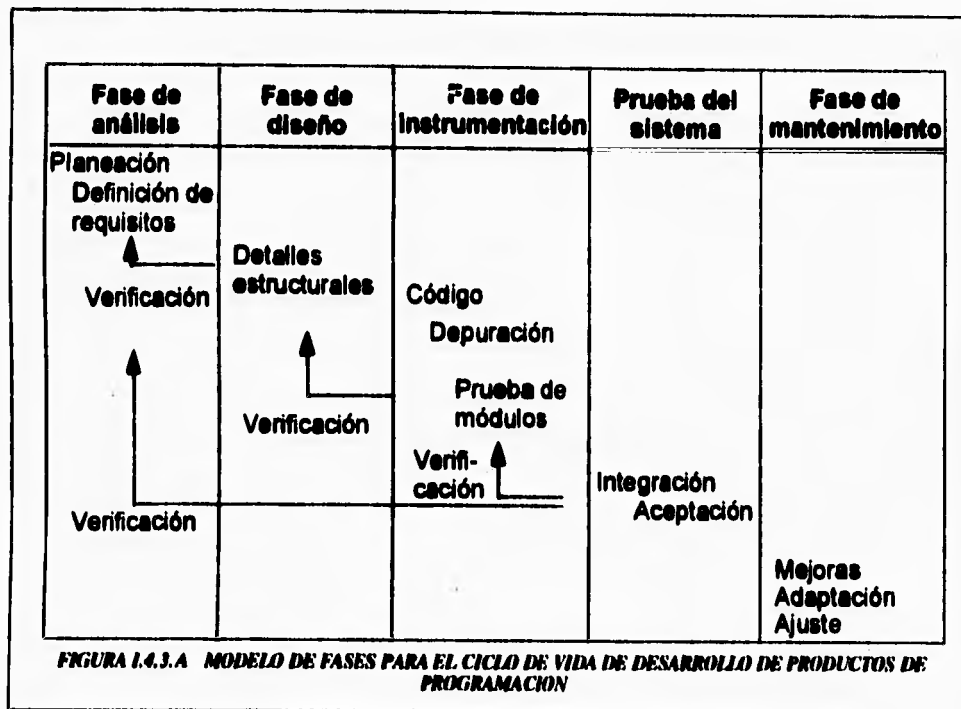 Fase de
análisis
Fase de
diseño
Fase de
instrumentación
Prueba del
sistema
Fase de
mantenimiento
Planeación
Definición de
requisitos
Verificación
Verificación
Detalles
estructurales
Verificación
Código
Depuración
Prueba de
módulos
Verifi-
cación
Integración
Aceptación
Mejoras
Adaptación
Ajuste
FIGURA I.4.3.A MODELO DE FASES PARA EL CICLO DE VIDA DE DESARROLLO DE PRODUCTOS DE
PROGRAMACION